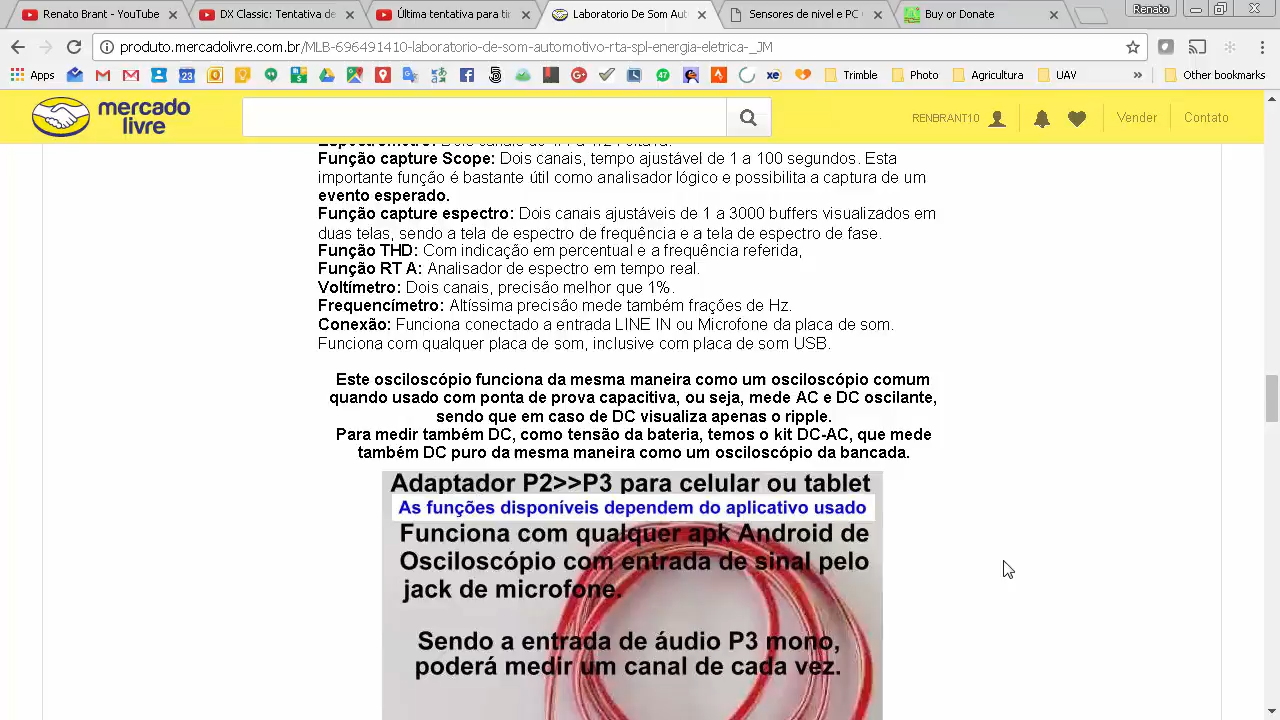 Renato Brant - YouTube
DX Classic: Tentativa de
Última tentativa para tir
Laboratorio De Som Aut
Sensores de nivel e PC
Buy or Donate
Renato
produto.mercadolivre.com.br/MLB-696491410-laboratorio-de-som-automotivo-rta-spl-energia-eletrica-_JM
Apps
Trimble
Photo
Agricultura
UAV
Other bookmarks
mercado
livre
RENBRANT10
Vender
Contato
Função capture Scope: Dois canais, tempo ajustável de 1 a 100 segundos. Esta
importante função é bastante útil como analisador lógico e possibilita a captura de um
evento esperado.
Função capture espectro: Dois canais ajustáveis de 1 a 3000 buffers visualizados em
duas telas, sendo a tela de espectro de frequência e a tela de espectro de fase.
Função THD: Com indicação em percentual e a frequência referida,
Função RT A: Analisador de espectro em tempo real.
Voltímetro: Dois canais, precisão melhor que 1%.
Frequencímetro: Altíssima precisão mede também frações de Hz.
Conexão: Funciona conectado a entrada LINE IN ou Microfone da placa de som.
Funciona com qualquer placa de som, inclusive com placa de som USB.
Este osciloscópio funciona da mesma maneira como um osciloscópio comum
quando usado com ponta de prova capacitiva, ou seja, mede AC e DC oscilante,
sendo que em caso de DC visualiza apenas o ripple.
Para medir também DC, como tensão da bateria, temos o kit DC-AC, que mede
também DC puro da mesma maneira como um osciloscópio da bancada.
Adaptador P2>>P3 para celular ou tablet
As funções disponíveis dependem do aplicativo usado
Funciona com qualquer apk Android de
Osciloscópio com entrada de sinal pelo
jack de microfone.
Sendo a entrada de áudio P3 mono,
poderá medir um canal de cada vez.